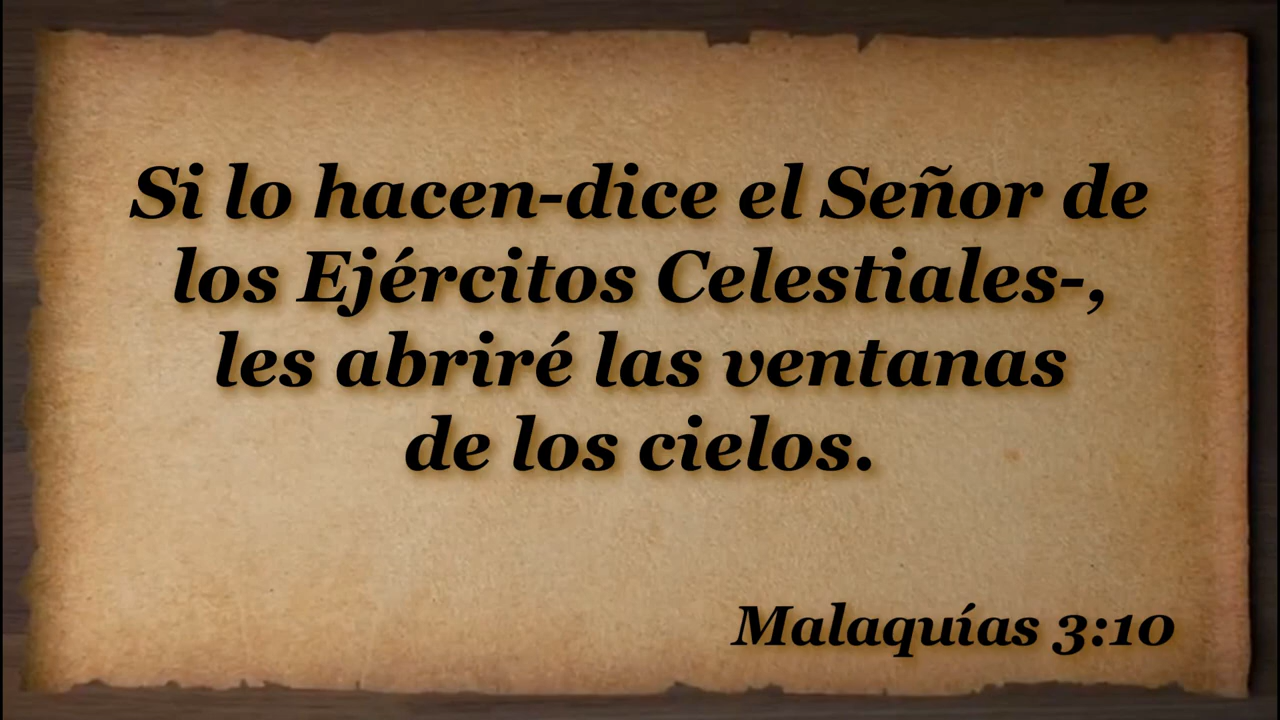 Si lo hacen-dice el Señor de
los Ejércitos Celestiales-,
les abriré las ventanas
de los cielos.
Malaquías 3:10